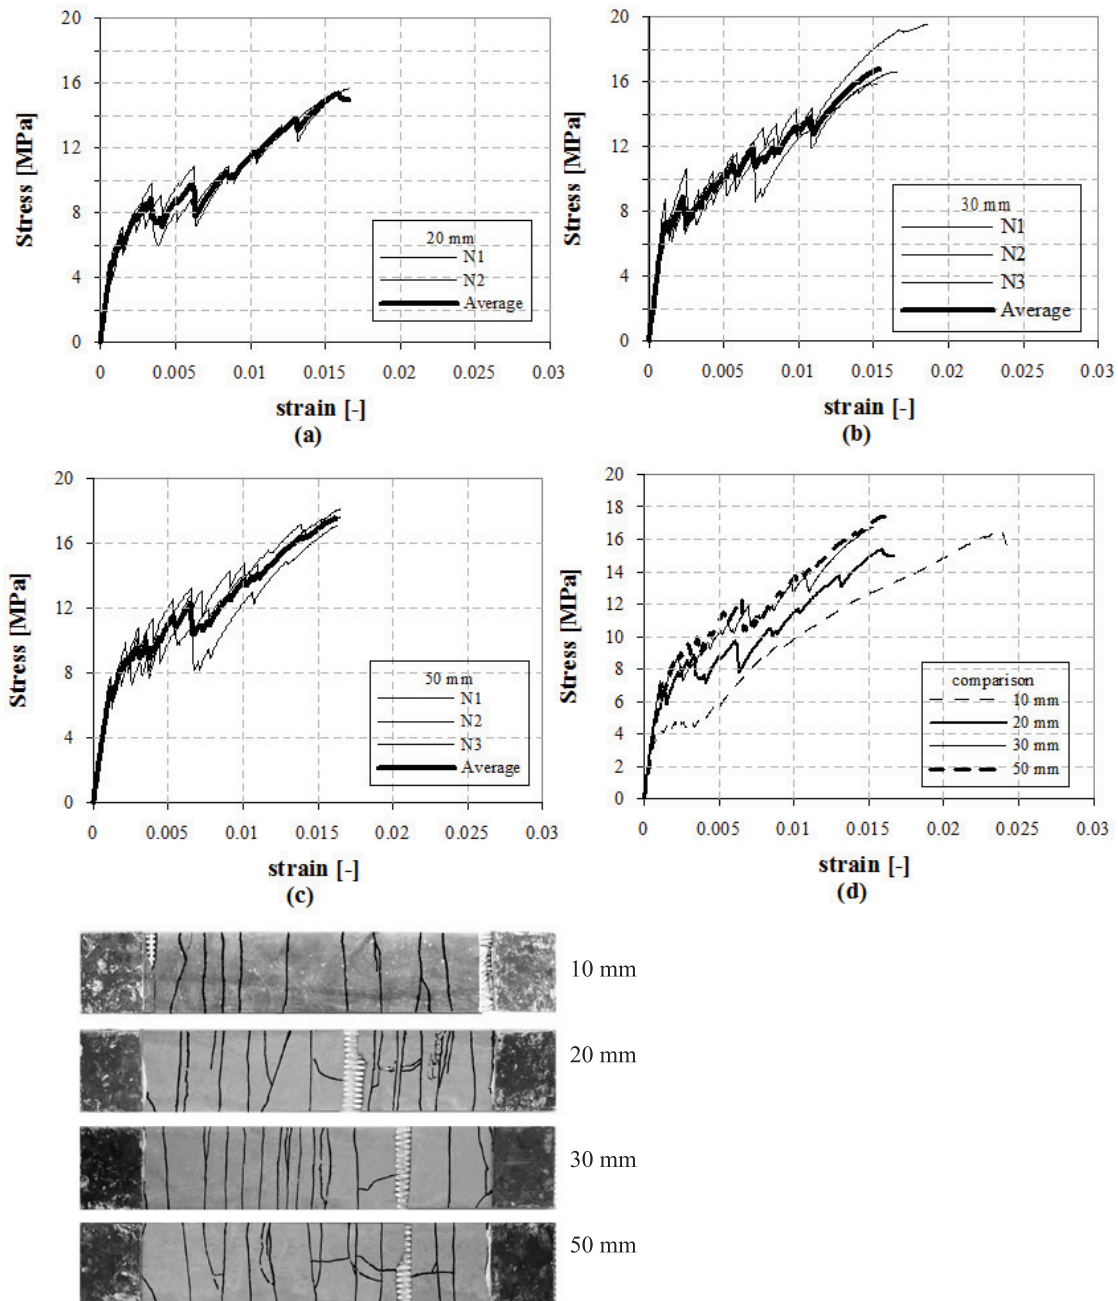 20
16
12
8
4
0
Stress [MPa]
20 mm
N1
N2
Average
0 0.005 0.01 0.015 0.02 0.025 0.03
strain [-]
(a)
20
16
12
8
4
0
Stress [MPa]
30 mm
N1
N2
N3
Average
0 0.005 0.01 0.015 0.02 0.025 0.03
strain [-]
(b)
20
16
12
8
4
0
Stress [MPa]
50 mm
N1
N2
N3
Average
0 0.005 0.01 0.015 0.02 0.025 0.03
strain [-]
(c)
20
18
16
14
12
10
8
6
4
2
0
Stress [MPa]
comparison
10 mm
20 mm
30 mm
50 mm
0 0.005 0.01 0.015 0.02 0.025 0.03
strain [-]
(d)
10 mm
20 mm
30 mm
50 mm